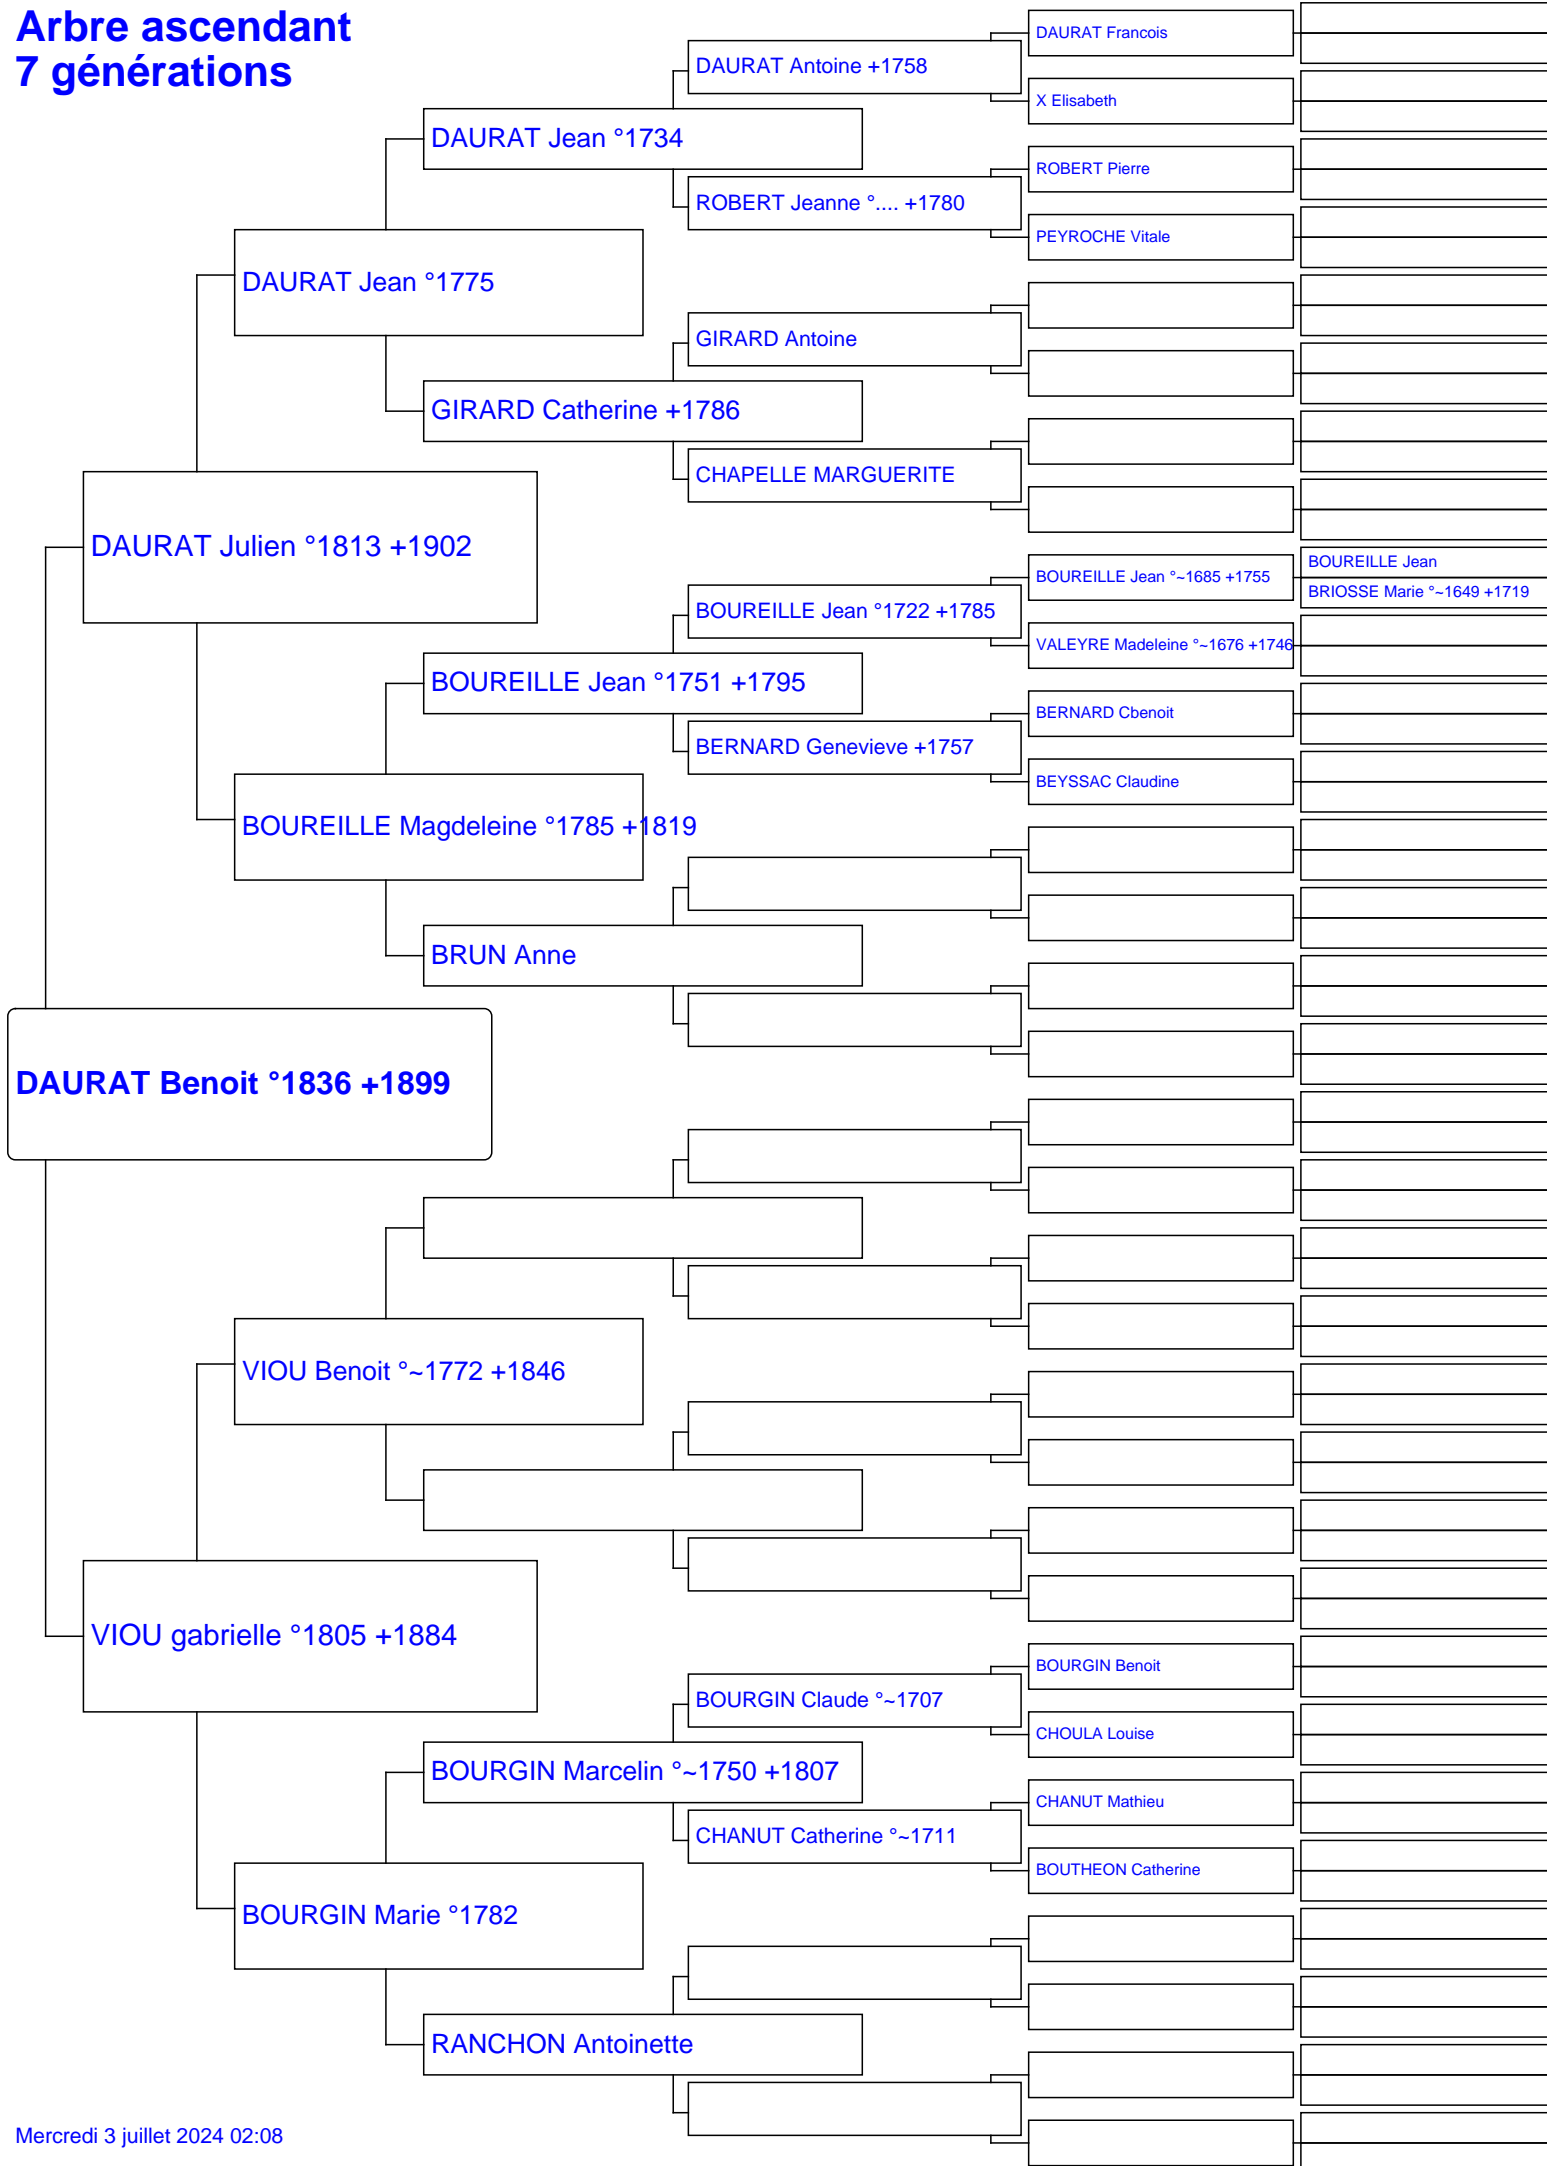 Arbre ascendant
7 générations
DAURAT Francois
DAURAT Antoine +1758
X Elisabeth
DAURAT Jean °1734
ROBERT Pierre
ROBERT Jeanne °.... +1780
PEYROCHE Vitale
DAURAT Jean °1775
GIRARD Antoine
GIRARD Catherine +1786
CHAPELLE MARGUERITE
DAURAT Julien °1813 +1902
BOUREILLE Jean
BOUREILLE Jean °~1685 +1755
BRIOSSE Marie °~1649 +1719
BOUREILLE Jean °1722 +1785
VALEYRE Madeleine °~1676 +1746
BOUREILLE Jean °1751 +1795
BERNARD Cbenoit
BERNARD Genevieve +1757
BEYSSAC Claudine
BOUREILLE Magdeleine °1785 +1819
BRUN Anne
DAURAT Benoit °1836 +1899
VIOU Benoit °~1772 +1846
VIOU gabrielle °1805 +1884
BOURGIN Benoit
BOURGIN Claude °~1707
CHOULA Louise
BOURGIN Marcelin °~1750 +1807
CHANUT Mathieu
CHANUT Catherine °~1711
BOUTHEON Catherine
BOURGIN Marie °1782
RANCHON Antoinette
Mercredi 3 juillet 2024 02:08